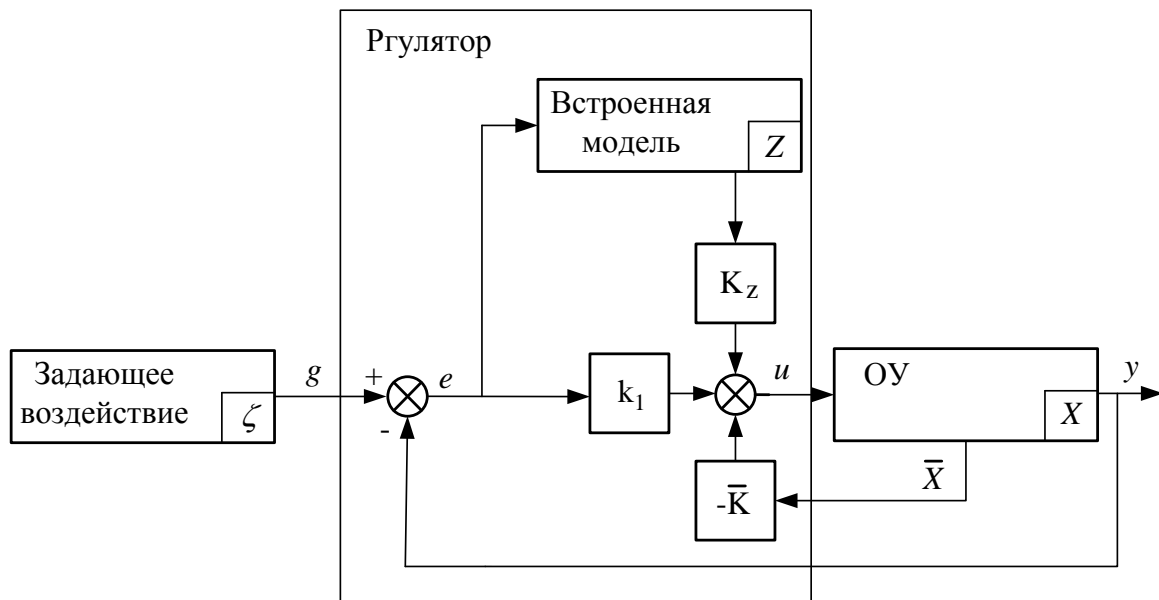 Ргулятор
Встроенная
модель
Z
K_z
Задающее
воздействие
ζ
g
+
-
e
k_1
u
ОУ
X
y
X̅
-K̅